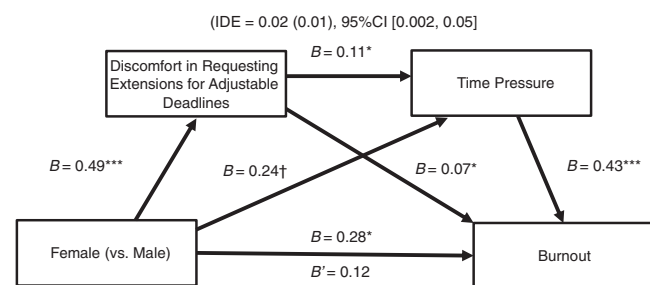 (IDE = 0.02 (0.01), 95%CI [0.002, 0.05]
B = 0.11*
Discomfort in Requesting
Extensions for Adjustable
Deadlines
Time Pressure
B = 0.49***
B = 0.24†
B = 0.07*
B = 0.43***
Female (vs. Male)
B = 0.28*
B' = 0.12
Burnout